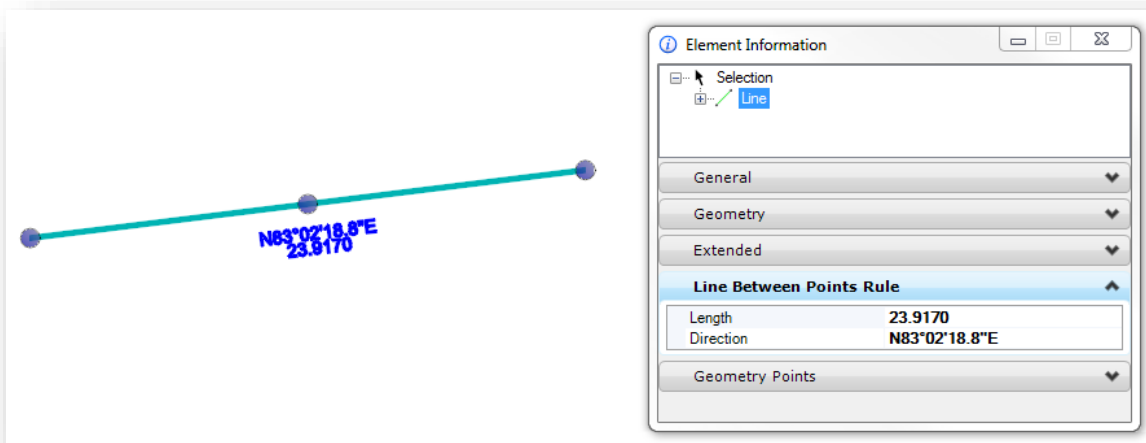 N83°02'18.8"E
23.9170
Element Information
Selection
Line
General
Geometry
Extended
Line Between Points Rule
Length 23.9170
Direction N83°02'18.8"E
Geometry Points